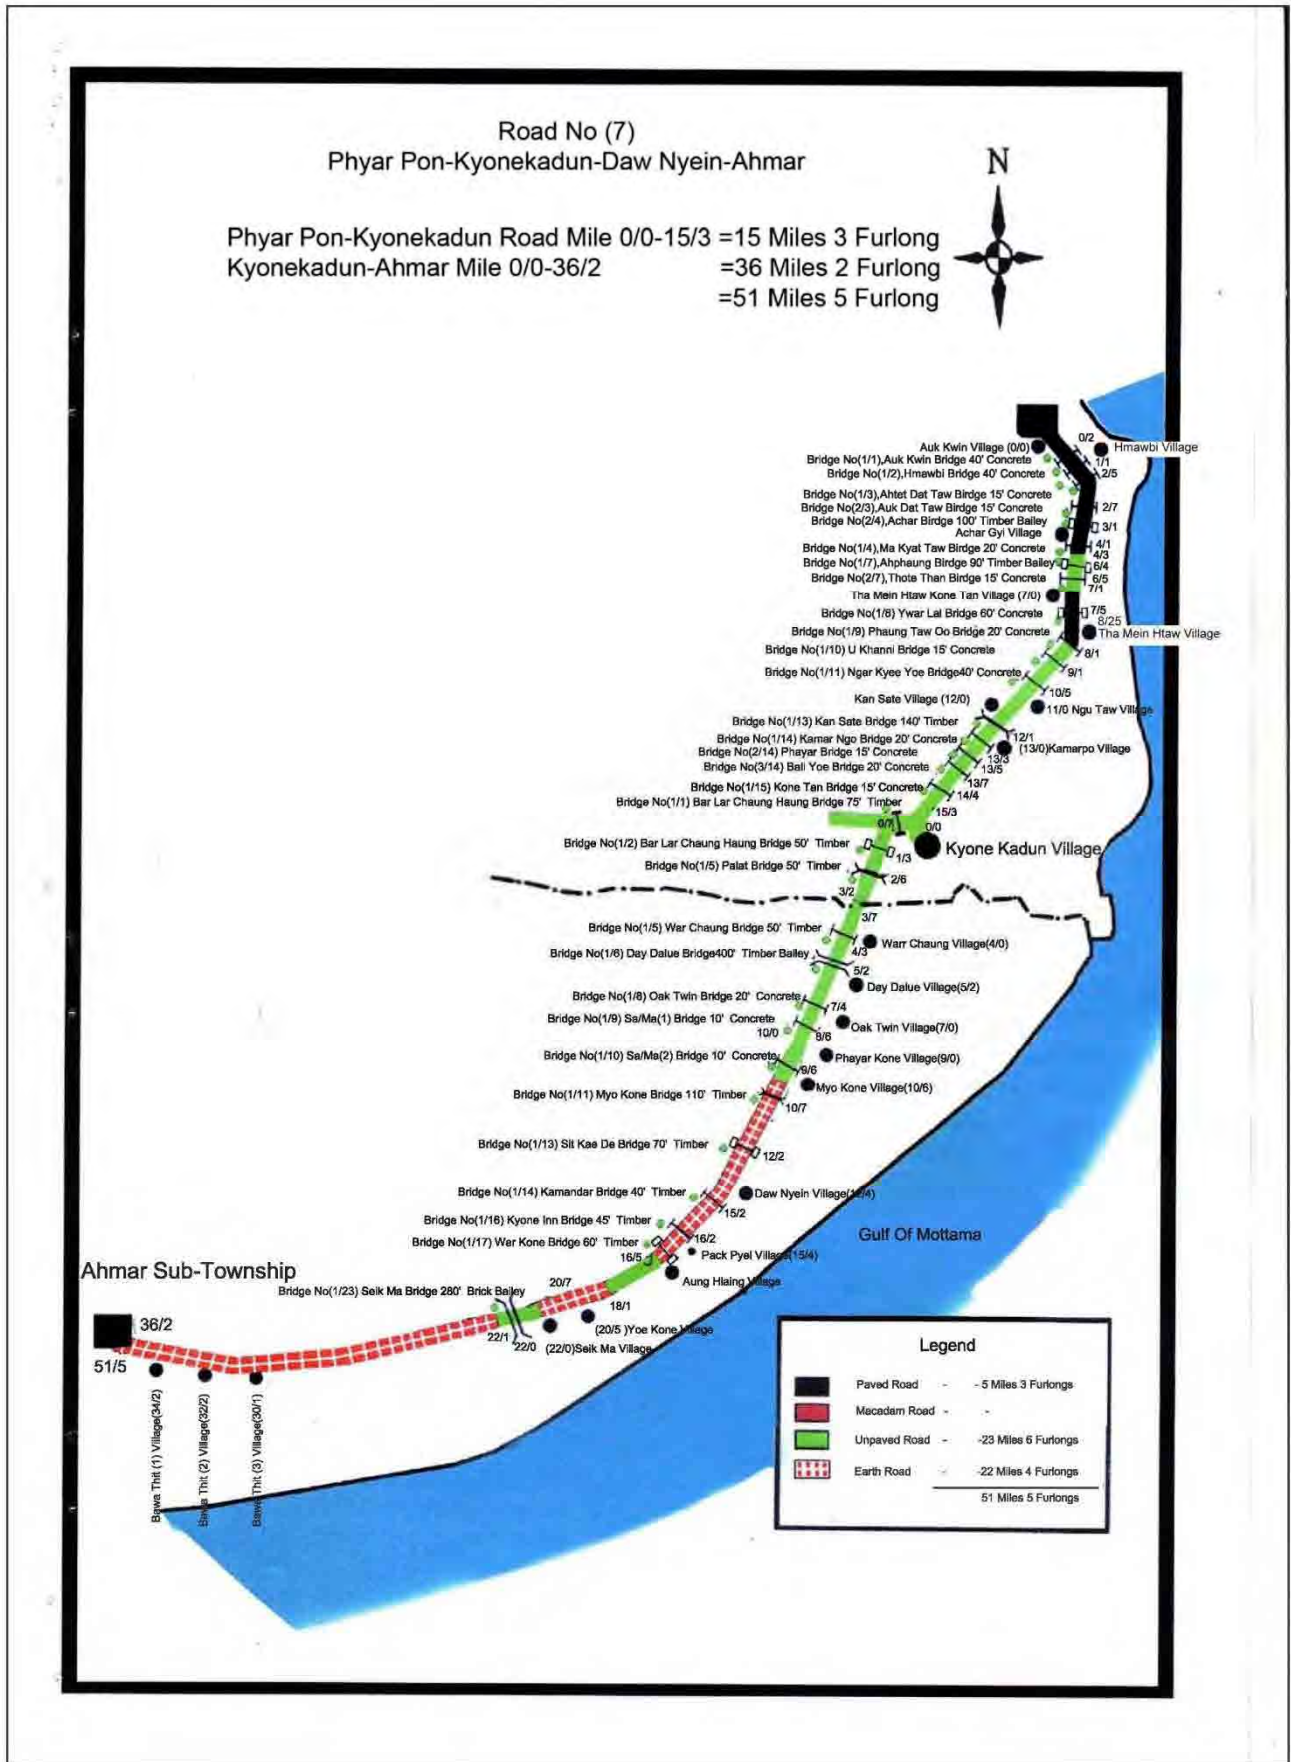 Road No (7)
Phyar Pon-Kyonekadun-Daw Nyein-Ahmar
N
Phyar Pon-Kyonekadun Road Mile 0/0-15/3 =15 Miles 3 Furlong
Kyonekadun-Ahmar Mile 0/0-36/2 =36 Miles 2 Furlong
=51 Miles 5 Furlong
0/2
Auk Kwin Village (0/0)
Hmawbi Village
Bridge No(1/1),Auk Kwin Bridge 40' Concrete
1/1
Bridge No(1/2),Hmawbi Bridge 40' Concrete
2/5
Bridge No(1/3),Ahtet Dat Taw Birdge 15' Concrete
Bridge No(2/3),Auk Dat Taw Birdge 15' Concrete
2/7
Bridge No(2/4),Achar Birdge 100' Timber Bailey
3/1
Achar Gyi Village
Bridge No(1/4),Ma Kyat Taw Birdge 20' Concrete
4/1
4/3
Bridge No(1/7),Ahphaung Birdge 90' Timber Bailey
6/4
Bridge No(2/7),Thote Than Birdge 15' Concrete
6/5
7/1
Tha Mein Htaw Kone Tan Village (7/0)
Bridge No(1/8) Ywar Lal Bridge 60' Concrete
7/5
8/25
Bridge No(1/9) Phaung Taw Oo Bridge 20' Concrete
Tha Mein Htaw Village
Bridge No(1/10) U Khanni Bridge 15' Concrete
8/1
Bridge No(1/11) Ngar Kyee Yoe Bridge40' Concrete
9/1
10/5
Kan Sate Village (12/0)
11/0 Ngu Taw Village
Bridge No(1/13) Kan Sate Bridge 140' Timber
12/1
Bridge No(1/14) Kamar Ngo Bridge 20' Concrete
(13/0)Kamarpo Village
Bridge No(2/14) Phayar Bridge 15' Concrete
13/3
Bridge No(3/14) Bali Yoe Bridge 20' Concrete
13/5
13/7
Bridge No(1/15) Kone Tan Bridge 15' Concrete
14/4
Bridge No(1/1) Bar Lar Chaung Haung Bridge 75' Timber
15/3
0/7
0/0
Bridge No(1/2) Bar Lar Chaung Haung Bridge 50' Timber
Kyone Kadun Village
1/3
Bridge No(1/5) Palat Bridge 50' Timber
2/6
3/2
3/7
Bridge No(1/5) War Chaung Bridge 50' Timber
Warr Chaung Village(4/0)
4/3
Bridge No(1/6) Day Dalue Bridge400' Timber Bailey
5/2
Day Dalue Village(5/2)
Bridge No(1/8) Oak Twin Bridge 20' Concrete
7/4
Bridge No(1/9) Sa/Ma(1) Bridge 10' Concrete
Oak Twin Village(7/0)
10/0
8/6
Bridge No(1/10) Sa/Ma(2) Bridge 10' Concrete
Phayar Kone Village(9/0)
9/6
Myo Kone Village(10/6)
Bridge No(1/11) Myo Kone Bridge 110' Timber
10/7
Bridge No(1/13) Sit Kae De Bridge 70' Timber
12/2
Bridge No(1/14) Kamandar Bridge 40' Timber
Daw Nyein Village(12/4)
15/2
Bridge No(1/16) Kyone Inn Bridge 45' Timber
Gulf Of Mottama
16/2
Bridge No(1/17) War Kone Bridge 60' Timber
Pack Pyel Village(15/4)
16/5
Ahmar Sub-Township
Aung Hlaing Village
Bridge No(1/23) Seik Ma Bridge 280' Brick Bailey
20/7
18/1
36/2
(20/5 )Yoe Kone Village
22/1
22/0
(22/0)Seik Ma Village
51/5
Bawa Thit (1) Village(34/2)
Bawa Thit (2) Village(32/2)
Bawa Thit (3) Village(30/1)
Legend
Paved Road - - 5 Miles 3 Furlongs
Macadam Road - -
Unpaved Road - -23 Miles 6 Furlongs
Earth Road - -22 Miles 4 Furlongs
51 Miles 5 Furlongs